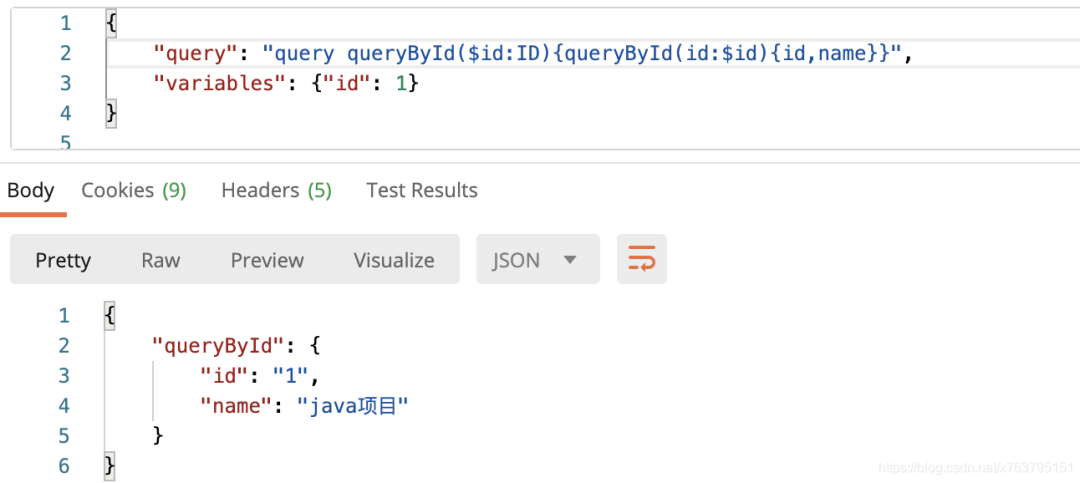 1 {
2 "query": "query queryById($id:ID){queryById(id:$id){id,name}}",
3 "variables": {"id": 1}
4 }
5
Body Cookies (9) Headers (5) Test Results
Pretty Raw Preview Visualize JSON
1 {
2 "queryById": {
3 "id": "1",
4 "name": "java项目"
5 }
6 }
https://blog.csdn.net/x763795151